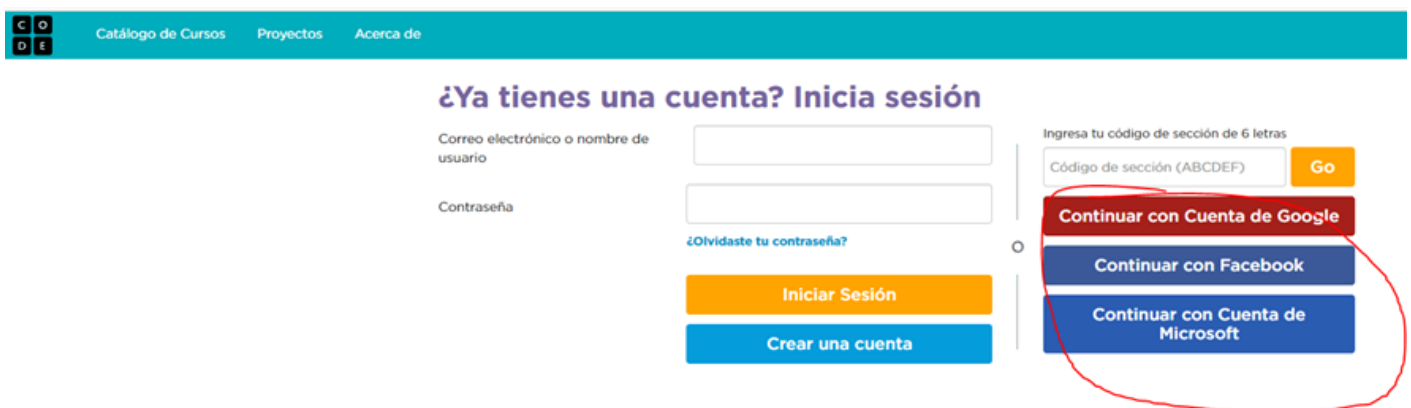 C O
D E
Catálogo de Cursos Proyectos Acerca de
¿Ya tienes una cuenta? Inicia sesión
Correo electrónico o nombre de
usuario
Contraseña
¿Olvidaste tu contraseña?
Iniciar Sesión
Crear una cuenta
O
Ingresa tu código de sección de 6 letras
Código de sección (ABCDEF) Go
Continuar con Cuenta de Google
Continuar con Facebook
Continuar con Cuenta de
Microsoft